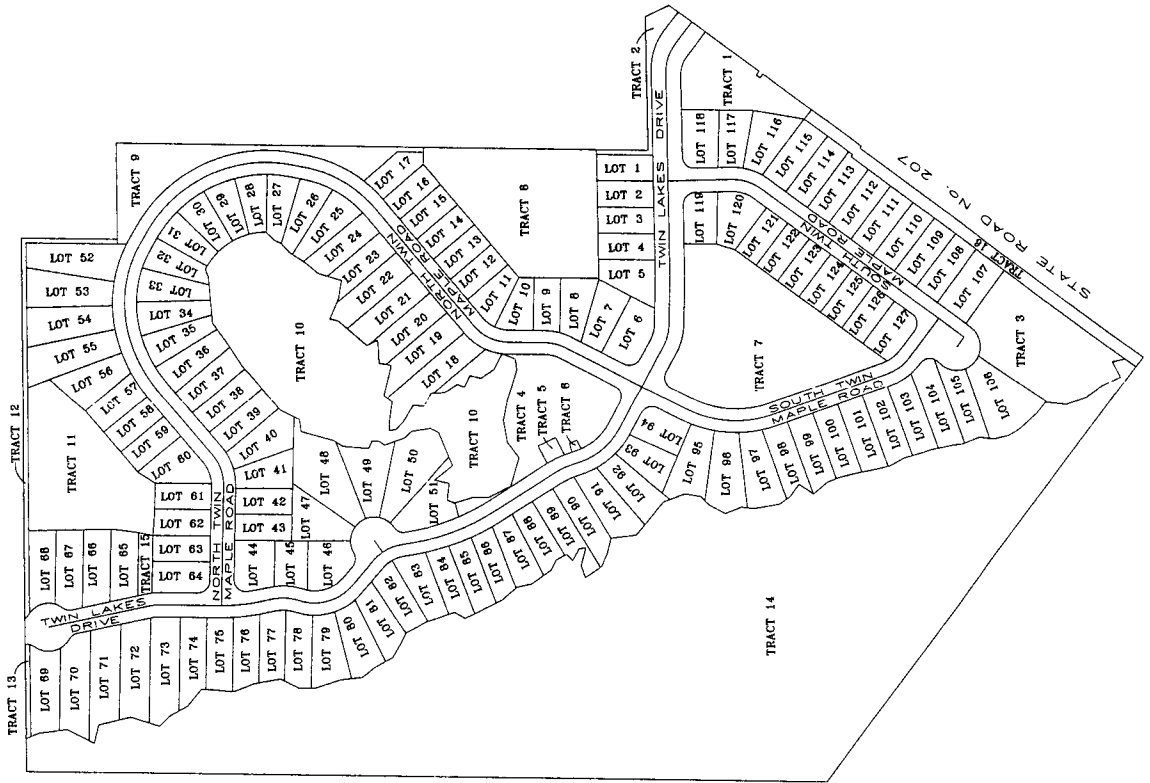 TRACT 2
TRACT 1
TWIN LAKES DRIVE
LOT 118
LOT 117
LOT 116
LOT 115
LOT 114
LOT 113
LOT 112
LOT 111
LOT 110
LOT 109
LOT 108
LOT 107
TRACT 16
STATE ROAD NO. 207
SOUTH TWIN
MAPLE ROAD
LOT 119
LOT 120
LOT 121
LOT 122
LOT 123
LOT 124
LOT 125
LOT 126
LOT 127
TRACT 3
TRACT 7
SOUTH TWIN
MAPLE ROAD
LOT 106
LOT 105
LOT 104
LOT 103
LOT 102
LOT 101
LOT 100
LOT 99
LOT 98
LOT 97
LOT 96
LOT 95
LOT 94
LOT 93
LOT 92
LOT 91
LOT 90
LOT 89
LOT 88
LOT 87
LOT 86
LOT 85
LOT 84
LOT 83
LOT 82
LOT 81
LOT 80
LOT 79
LOT 78
LOT 77
LOT 76
LOT 75
LOT 74
LOT 73
LOT 72
LOT 71
LOT 70
LOT 69
TRACT 13
TRACT 14
TWIN LAKES
DRIVE
LOT 68
LOT 67
LOT 66
LOT 65
TRACT 15
LOT 64
LOT 63
LOT 62
LOT 61
LOT 60
LOT 59
LOT 58
LOT 57
LOT 56
LOT 55
LOT 54
LOT 53
LOT 52
TRACT 12
TRACT 11
NORTH TWIN
MAPLE ROAD
LOT 51
LOT 50
LOT 49
LOT 48
LOT 47
LOT 46
LOT 45
LOT 44
LOT 43
LOT 42
LOT 41
LOT 40
LOT 39
LOT 38
LOT 37
LOT 36
LOT 35
LOT 34
LOT 33
LOT 32
LOT 31
LOT 30
LOT 29
LOT 28
LOT 27
LOT 26
LOT 25
LOT 24
LOT 23
LOT 22
LOT 21
LOT 20
LOT 19
LOT 18
TRACT 10
TRACT 10
TRACT 4
TRACT 5
TRACT 6
TRACT 9
NORTH TWIN
MAPLE ROAD
LOT 17
LOT 16
LOT 15
LOT 14
LOT 13
LOT 12
LOT 11
LOT 10
LOT 9
LOT 8
LOT 7
LOT 6
LOT 5
LOT 4
LOT 3
LOT 2
LOT 1
TRACT 8